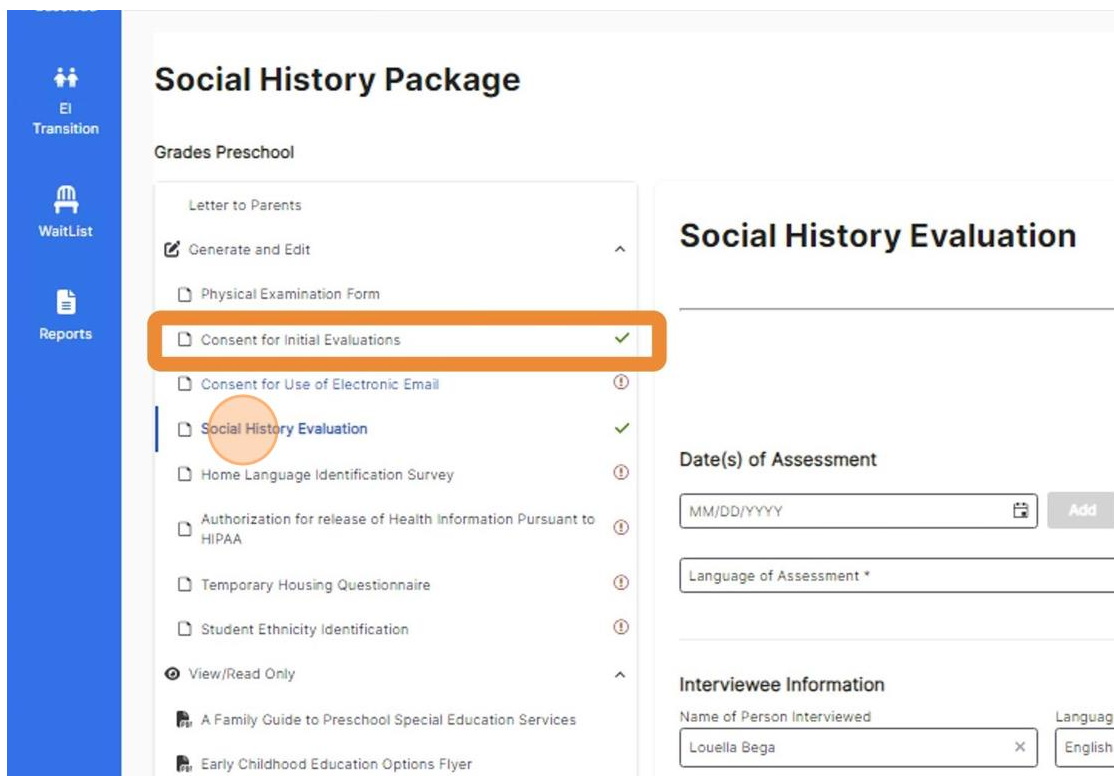 EI
Transition
WaitList
Reports
Social History Package
Grades Preschool
Letter to Parents
Generate and Edit
Physical Examination Form
Consent for Initial Evaluations
Consent for Use of Electronic Email
Social History Evaluation
Home Language Identification Survey
Authorization for release of Health Information Pursuant to
HIPAA
Temporary Housing Questionnaire
Student Ethnicity Identification
View/Read Only
A Family Guide to Preschool Special Education Services
Early Childhood Education Options Flyer
Social History Evaluation
Date(s) of Assessment
MM/DD/YYYY
Add
Language of Assessment *
Interviewee Information
Name of Person Interviewed
Languag
Louella Bega
English